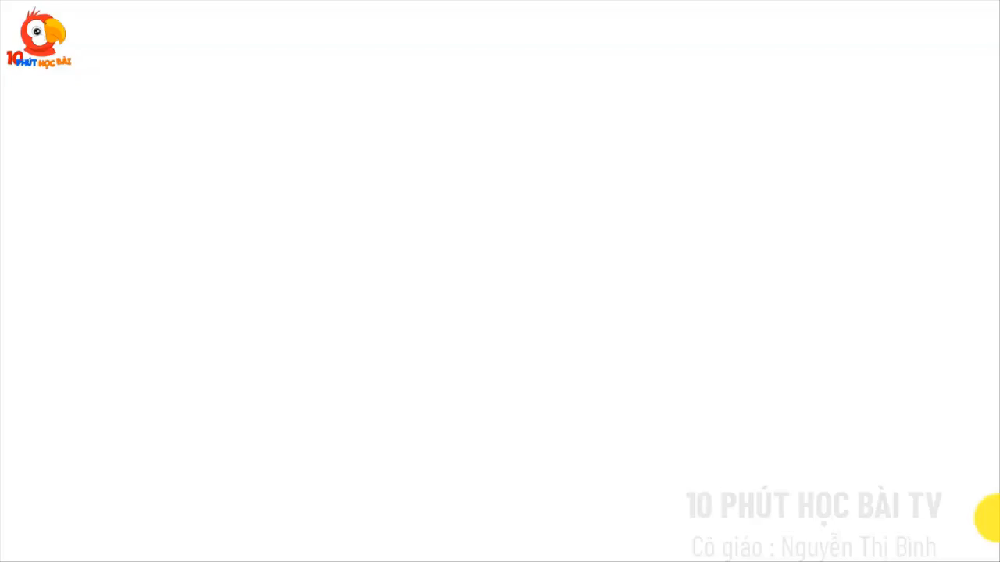 10 PHÚT HỌC BÀI
10 PHÚT HỌC BÀI TV
Cô giáo : Nguyễn Thị Bình